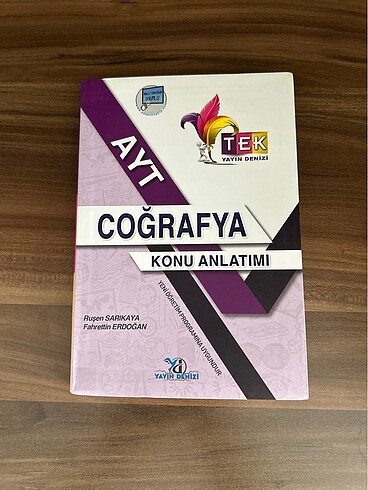 TEK
YAYIN DENİZİ
AYT
COĞRAFYA
KONU ANLATIMI
YENİ ÖĞRETİM PROGRAMINA UYGUNDUR
Ruşen SARIKAYA
Fahrettin ERDOĞAN
YAYIN DENİZİ